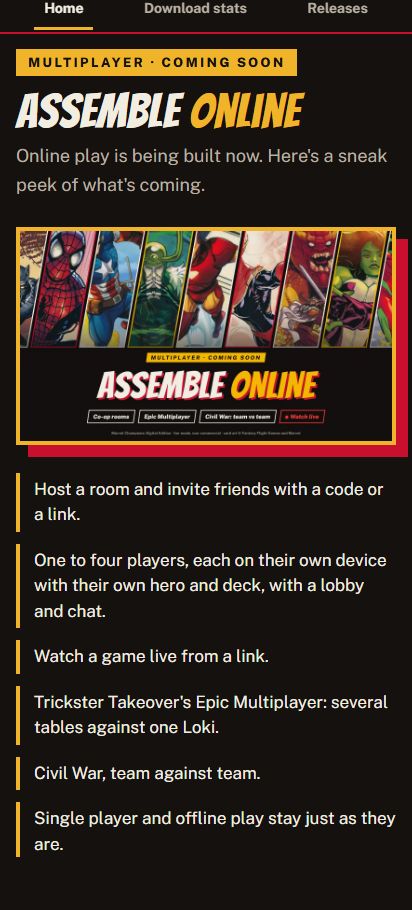 Home Download stats Releases
MULTIPLAYER · COMING SOON
ASSEMBLE ONLINE
Online play is being built now. Here's a sneak
peek of what's coming.
MULTIPLAYER · COMING SOON
ASSEMBLE ONLINE
Co-op rooms Epic Multiplayer Civil War: team vs team Watch live
Host a room and invite friends with a code or
a link.
One to four players, each on their own device
with their own hero and deck, with a lobby
and chat.
Watch a game live from a link.
Trickster Takeover's Epic Multiplayer: several
tables against one Loki.
Civil War, team against team.
Single player and offline play stay just as they
are.